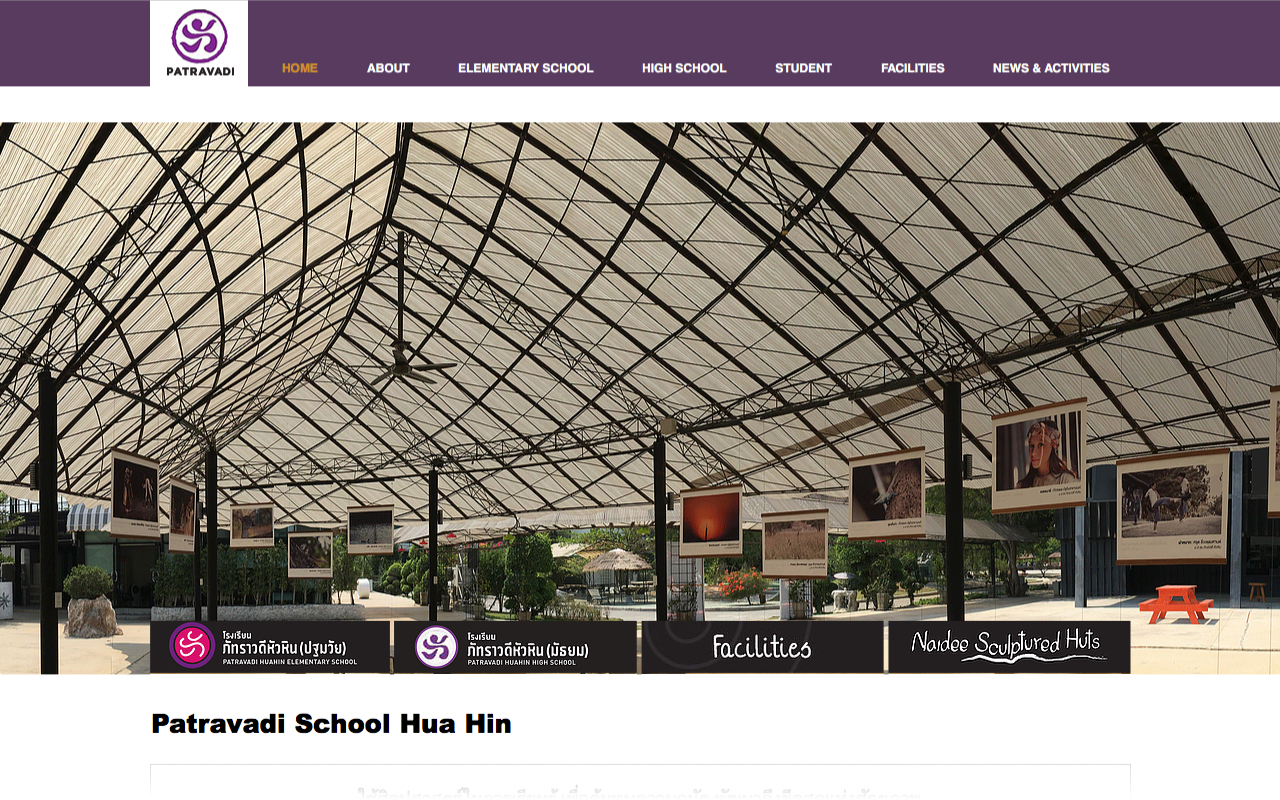 PATRAVADI
HOME
ABOUT
ELEMENTARY SCHOOL
HIGH SCHOOL
STUDENT
FACILITIES
NEWS & ACTIVITIES
โรงเรียน
ภัทราวดีหัวหิน (ปฐมวัย)
PATRAVADI HUAHIN ELEMENTARY SCHOOL
โรงเรียน
ภัทราวดีหัวหิน (มัธยม)
PATRAVADI HUAHIN HIGH SCHOOL
Facilities
Naidee Sculptured Huts
Patravadi School Hua Hin